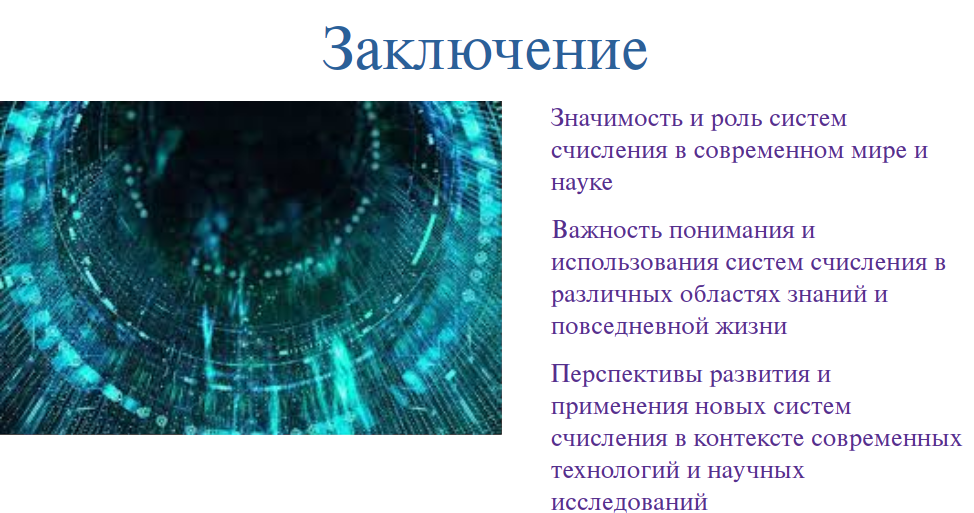 Заключение
Значимость и роль систем
счисления в современном мире и
науке
Важность понимания и
использования систем счисления в
различных областях знаний и
повседневной жизни
Перспективы развития и
применения новых систем
счисления в контексте современных
технологий и научных
исследований